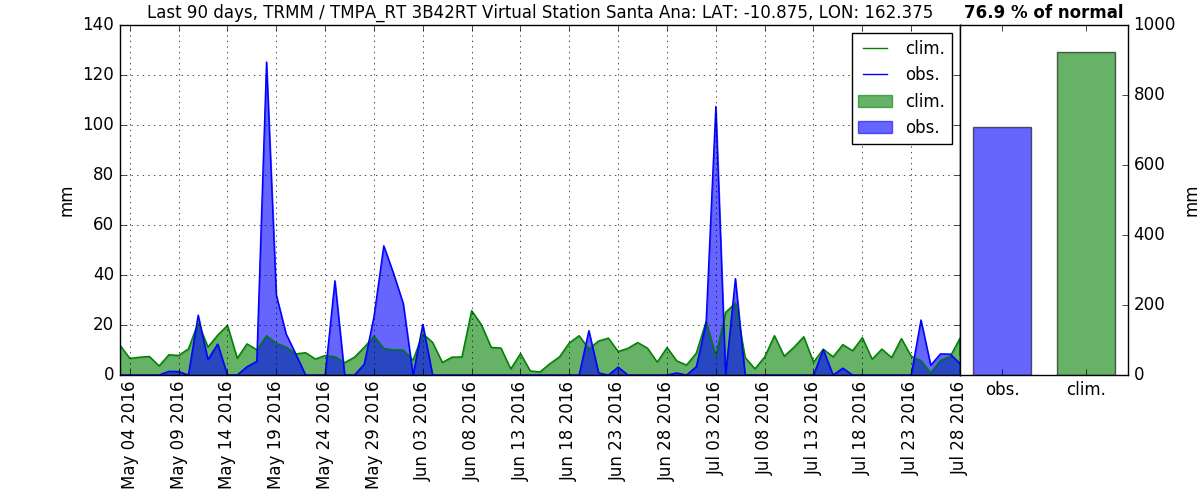 Last 90 days, TRMM / TMPA_RT 3B42RT Virtual Station Santa Ana: LAT: -10.875, LON: 162.375
76.9 % of normal
140
120
100
80
60
40
20
0
mm
clim.
obs.
clim.
obs.
1000
800
600
400
200
0
mm
May 04 2016
May 09 2016
May 14 2016
May 19 2016
May 24 2016
May 29 2016
Jun 03 2016
Jun 08 2016
Jun 13 2016
Jun 18 2016
Jun 23 2016
Jun 28 2016
Jul 03 2016
Jul 08 2016
Jul 13 2016
Jul 18 2016
Jul 23 2016
Jul 28 2016
obs.
clim.